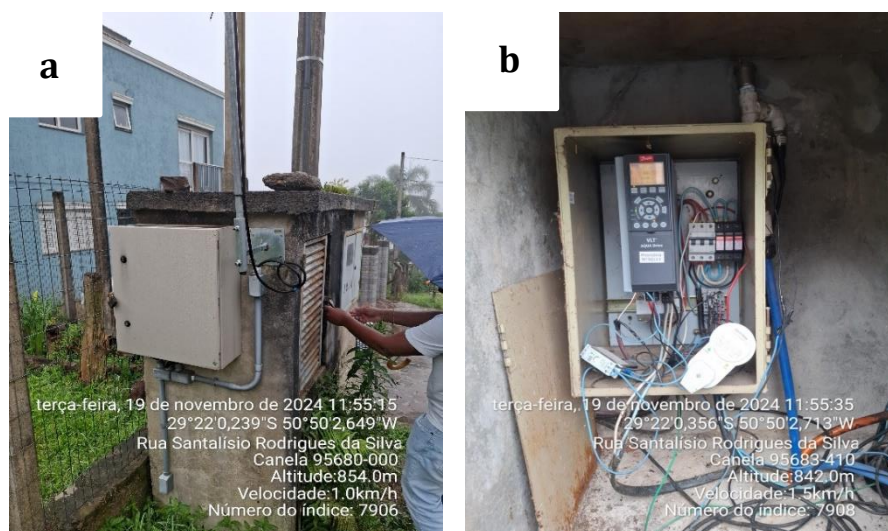 a
terça-feira, 19 de novembro de 2024 11:55:15
29°22'0,239"S 50°50'2,649"W
Rua Santalísio Rodrigues da Silva
Canela 95680-000
Altitude:854.0m
Velocidade:1.0km/h
Número do índice: 7906
b
Danfoss
VLT
AQUA Drive
terça-feira, 19 de novembro de 2024 11:55:35
29°22'0,356"S 50°50'2,713"W
Rua Santalísio Rodrigues da Silva
Canela 95683-410
Altitude:842.0m
Velocidade:1.5km/h
Número do índice: 7908